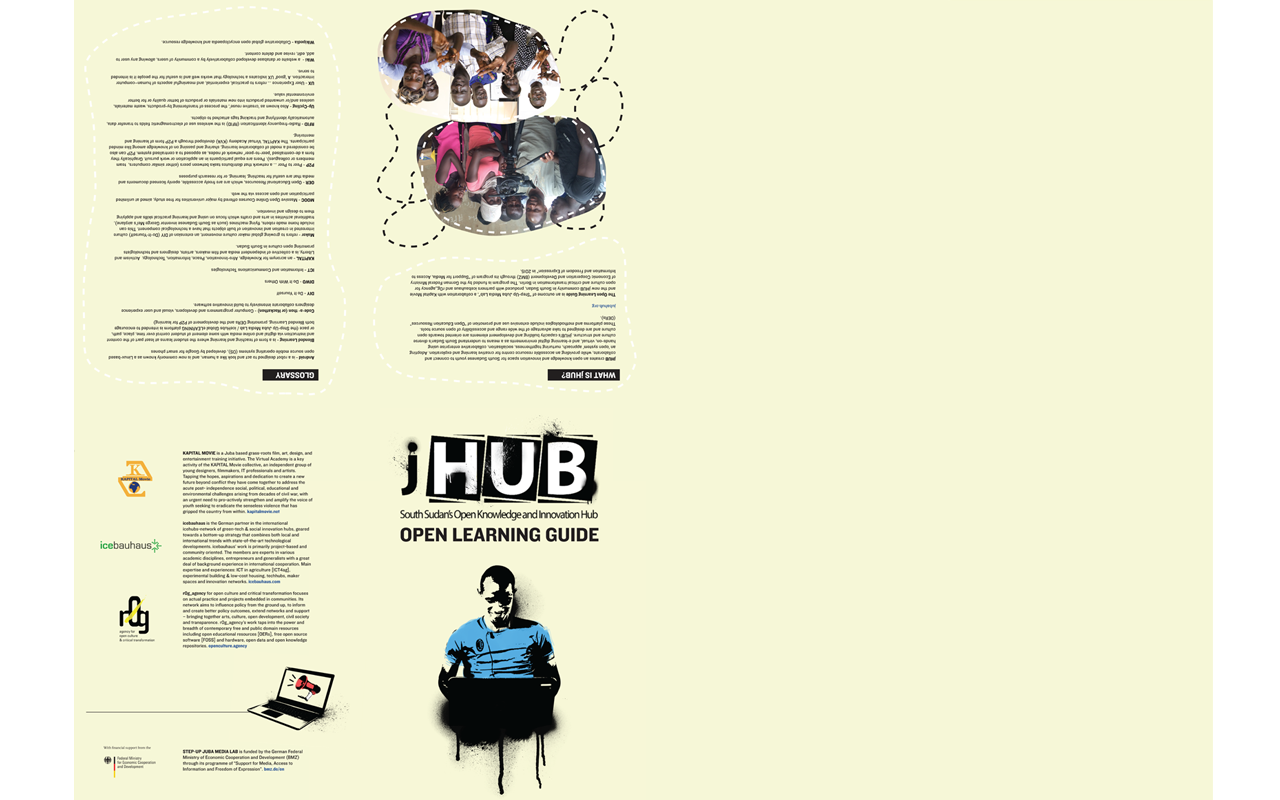 jHUB
South Sudan's Open Knowledge and Innovation Hub
OPEN LEARNING GUIDE
KAPITAL Movie
KAPITAL MOVIE is a Juba based grass-roots film, art, design, and
entertainment training initiative. The Virtual Academy is a key
activity of the KAPITAL Movie collective, an independent group of
young designers, filmmakers, IT professionals and artists.
Tapping the hopes, aspirations and dedication to create a new
future beyond conflict they have come together to address the
acute post- independence social, political, educational and
environmental challenges arising from decades of civil war, with
an urgent need to pro-actively strengthen and amplify the voice of
youth seeking to eradicate the senseless violence that has
gripped the country from within. kapitalmovie.net
icebauhaus
icebauhaus is the German partner in the international
icehubs-network of green-tech & social innovation hubs, geared
towards a bottom-up strategy that combines both local and
international trends with state-of-the-art technological
developments. icebauhaus' work is primarily project-based and
community oriented. The members are experts in various
academic disciplines, entrepreneurs and generalists with a great
deal of background experience in international cooperation. Main
expertise and experiences: ICT in agriculture [ICT4ag],
experimental building & low-cost housing, techhubs, maker
spaces and innovaiton networks. icebauhaus.com
r0g
agency for
open culture
& critical transformation
r0g_agency for open culture and critical transformation focuses
on actual practice and projects embedded in communities. Its
network aims to influence policy from the ground up, to inform
and create better policy outcomes, extend networks and support
– bringing together arts, culture, open development, civil society
and transparence. r0g_agency's work taps into the power and
breadth of contemporary free and public domain resources
including open educational resources [OERs], free open source
software [FOSS] and hardware, open data and open knowledge
repositories. openculture.agency
With financial support from the
Federal Ministry
for Economic Cooperation
and Development
STEP-UP JUBA MEDIA LAB is funded by the German Federal
Ministry of Economic Cooperation and Development (BMZ)
through its programme of "Support for Media, Access to
Information and Freedom of Expression". bmz.de/en
WHAT IS jHUB?
jHUB creates an open knowledge and innovation space for South Sudanese youth to connect and
collaborate, while providing an accessible resource corner for creative learning and exploration. Adopting
an 'open system' approach, nurturing togetherness, socialisation, collaborative enterprise using
hands-on, virtual, and e-learning digital environments as a means to understand South Sudan's diverse
culture and structure, jHUB's capacity building and development elements are oriented towards open
culture and are designed to take advantage of the wide range and accessibility of open source tools.
These platforms and methodologies include extensive use and promotion of "Open Education Resources"
(OERs).
jubahub.org
The Open Learning Guide is an outcome of 'Step-Up Juba Media Lab', a collaboration with Kapital Movie
and the new jHUB community in South Sudan, produced with partners icebauhaus and r0g_agency for
open culture and critical transformation in Berlin. The program is funded by the German Federal Ministry
of Economic Cooperation and Development (BMZ) through its program of "Support for Media, Access to
Information and Freedom of Expression" in 2015.
GLOSSARY
Android - is a robot designed to act and look like a human, and is now commonly known as a Linux-based
open source mobile operating system (OS), developed by Google for smart phones
Blended Learning - is a form of teaching and learning where the student learns at least part of the content
and instruction via digital and online media with some element of student control over time, place, path,
or pace (the Step-Up Juba Media Lab / Kefalos Global eLEARNING platform is intended to encourage
both Blended Learning, promoting OERs and the development of P2P for sharing)
Code-a-thon (or Hackathon) - Computer programmers and developers, visual and user experience
designers collaborate intensively to build innovative software.
DIY - Do It Yourself
DIWO - Do It With Others
ICT - Information and Communications Technologies
KAPITAL - an acronym for Knowledge, Afro-innovation, Peace, Information, Technology, Activism and
Liberty, is a collective of independent media and film makers, artists, designers and technologists
promoting open culture in South Sudan.
Maker - refers to growing global maker culture movement, an extension of DIY (Do-It-Yourself) culture
interested in creation and innovation of built objects that have a technological component. This can
include home made robots, flying machines (such as South Sudanese inventor George Mel's airplane)
traditional activities in arts and crafts which focus on using and learning practical skills and applying
them to design and invention.
MOOC - Massive Open Online Courses offered by major universities for free study, aimed at unlimited
participation and open access via the web.
OER - Open Educational Resources, which are are freely accessible, openly licensed documents and
media that are useful for teaching, learning, or for research purposes
P2P - Peer to Peer ... a network that distributes tasks between peers (either similar computers, team
members or colleagues). Peers are equal participants in an application or work pursuit. Graphically they
form a de-centralised 'peer-to-peer' network of nodes, as opposed to a centralised system. P2P can also
be considered a model of collaborative learning, sharing and passing on of knowledge among like minded
participants. The KAPITAL Virtual Academy (KVA) developed through a P2P form of learning and
mentoring.
RFID - Radio-frequency identification (RFID) is the wireless use of electromagnetic fields to transfer data,
automatically identifying and tracking tags attached to objects.
Up-Cycling - Also known as 'creative reuse', the process of transforming by-products, waste materials,
useless and/or unwanted products into new materials or products of better quality or for better
environmental value.
UX - User Experience ... refers to practical, experiential, and meaningful aspects of human–computer
interaction. A 'good' UX indicates a technology that works well and is useful for the people it is intended
to serve.
Wiki - a website or database developed collaboratively by a community of users, allowing any user to
add, edit, revise and delete content
Wikipedia - Collaborative global open encyclopaedia and knowledge resource.